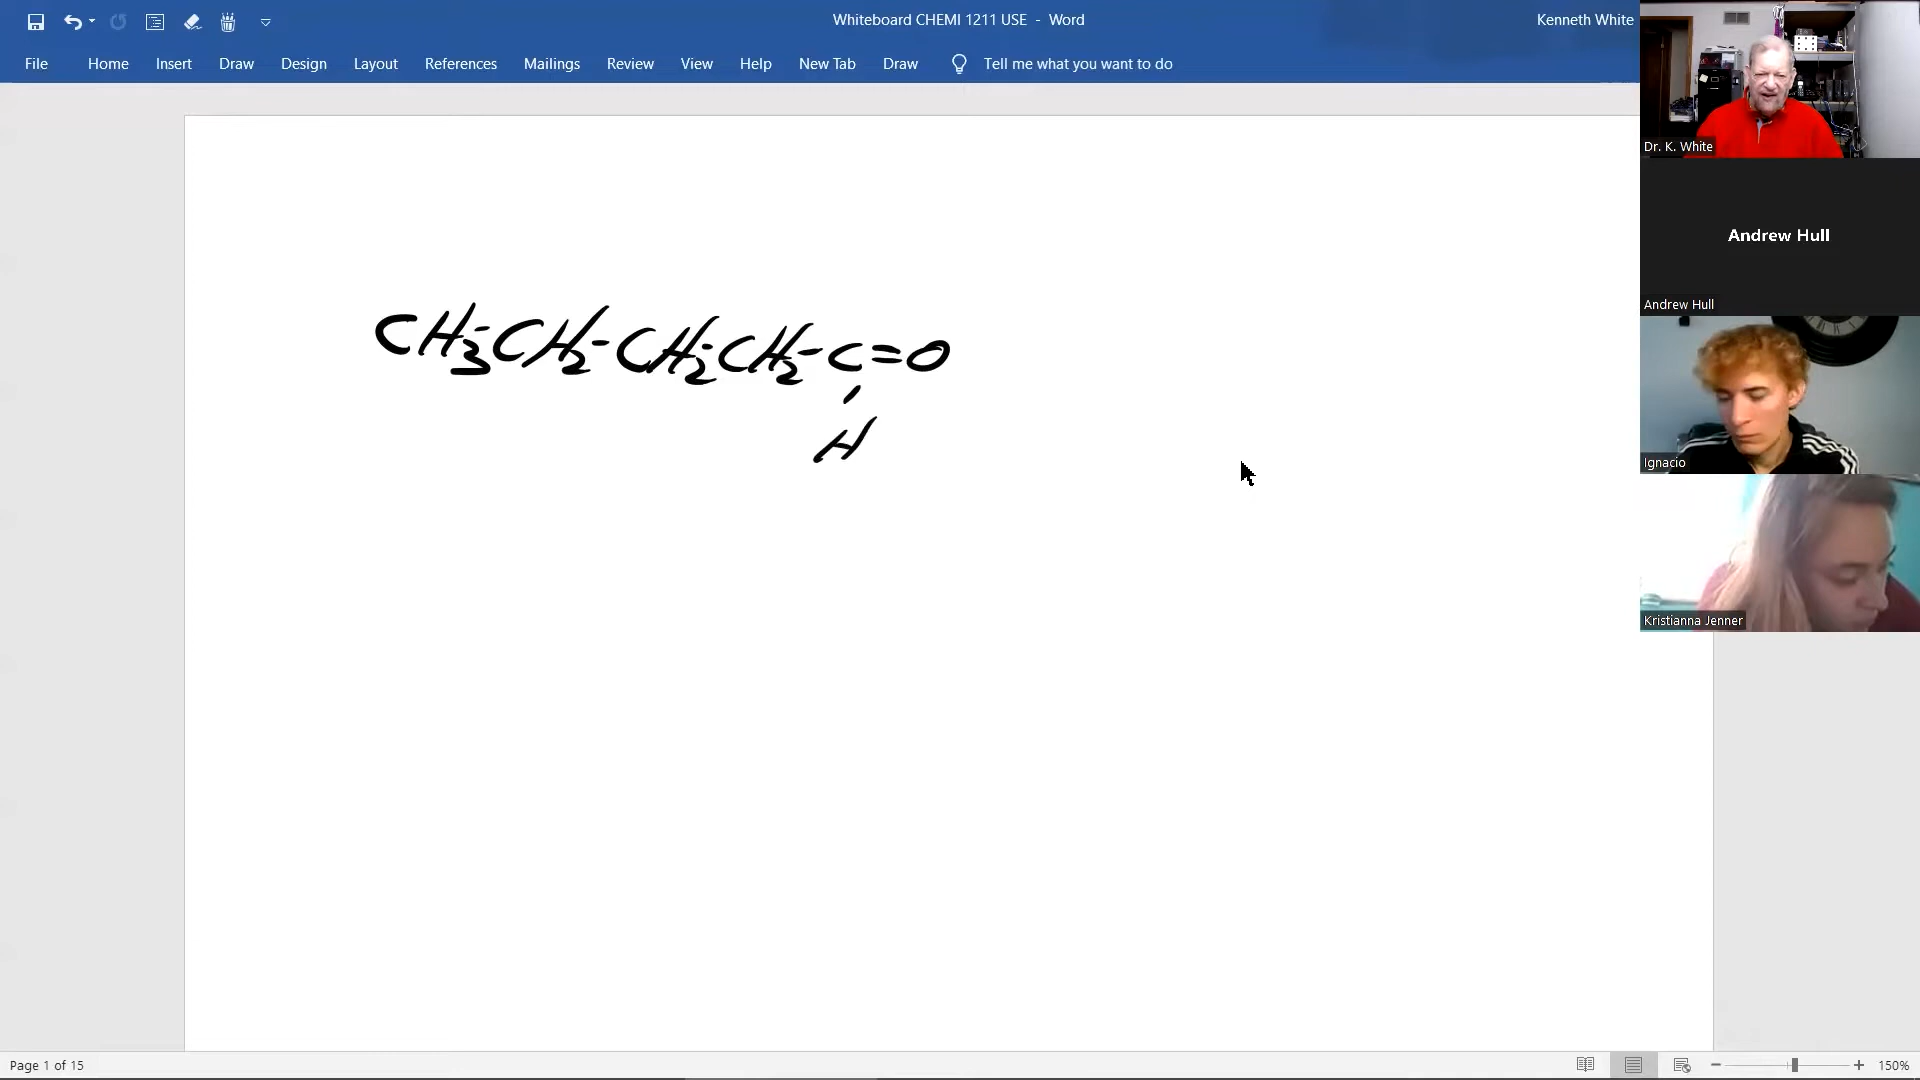 Whiteboard CHEMI 1211 USE - Word
Kenneth White
File Home Insert Draw Design Layout References Mailings Review View Help New Tab Draw Tell me what you want to do
Dr. K. White
Andrew Hull
Andrew Hull
Ignacio
Kristianna Jenner
CH3-CH2-CH2-CH2-C=O
H
Page 1 of 15
150%